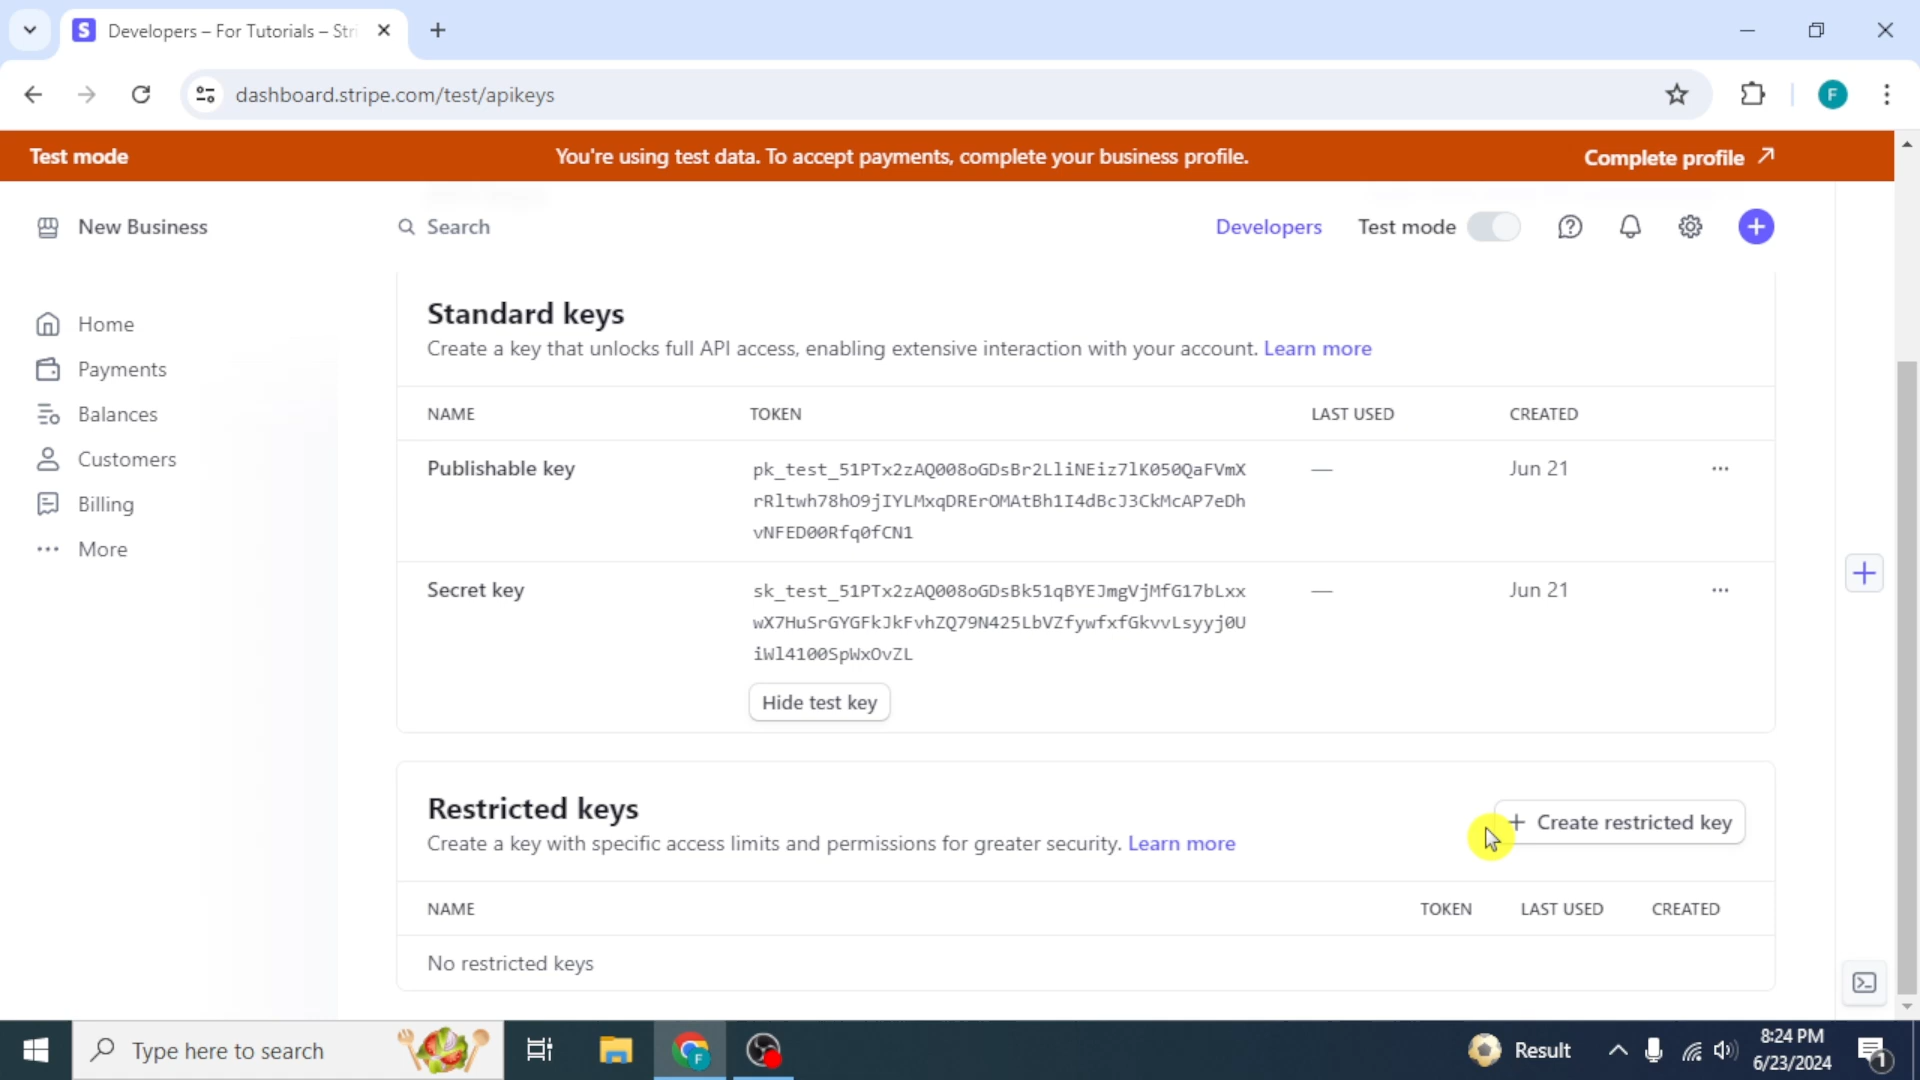 Developers – For Tutorials – Stri
dashboard.stripe.com/test/apikeys
F
Test mode
You're using test data. To accept payments, complete your business profile.
Complete profile
New Business
Search
Developers
Test mode
Home
Payments
Balances
Customers
Billing
More
Standard keys
Create a key that unlocks full API access, enabling extensive interaction with your account. Learn more
NAME TOKEN LAST USED CREATED
Publishable key pk_test_51PTx2zAQ008oGDsBr2LliNEiz7lK050QaFVmX — Jun 21
rRltwh78hO9jIYLMxqDRErOMAtBh1I4dBcJ3CkMcAP7eDh
vNFED00Rfq0fCN1
Secret key sk_test_51PTx2zAQ008oGDsBk51qBYEJmgVjMfG17bLxx — Jun 21
wX7HuSrGYGFkJkFvhZQ79N425LbVZfywfxfGkvvLsyyj0U
iWl4100SpWxOvZL
Hide test key
Restricted keys
Create a key with specific access limits and permissions for greater security. Learn more
+ Create restricted key
NAME TOKEN LAST USED CREATED
No restricted keys
Type here to search
Result
8:24 PM
6/23/2024
1